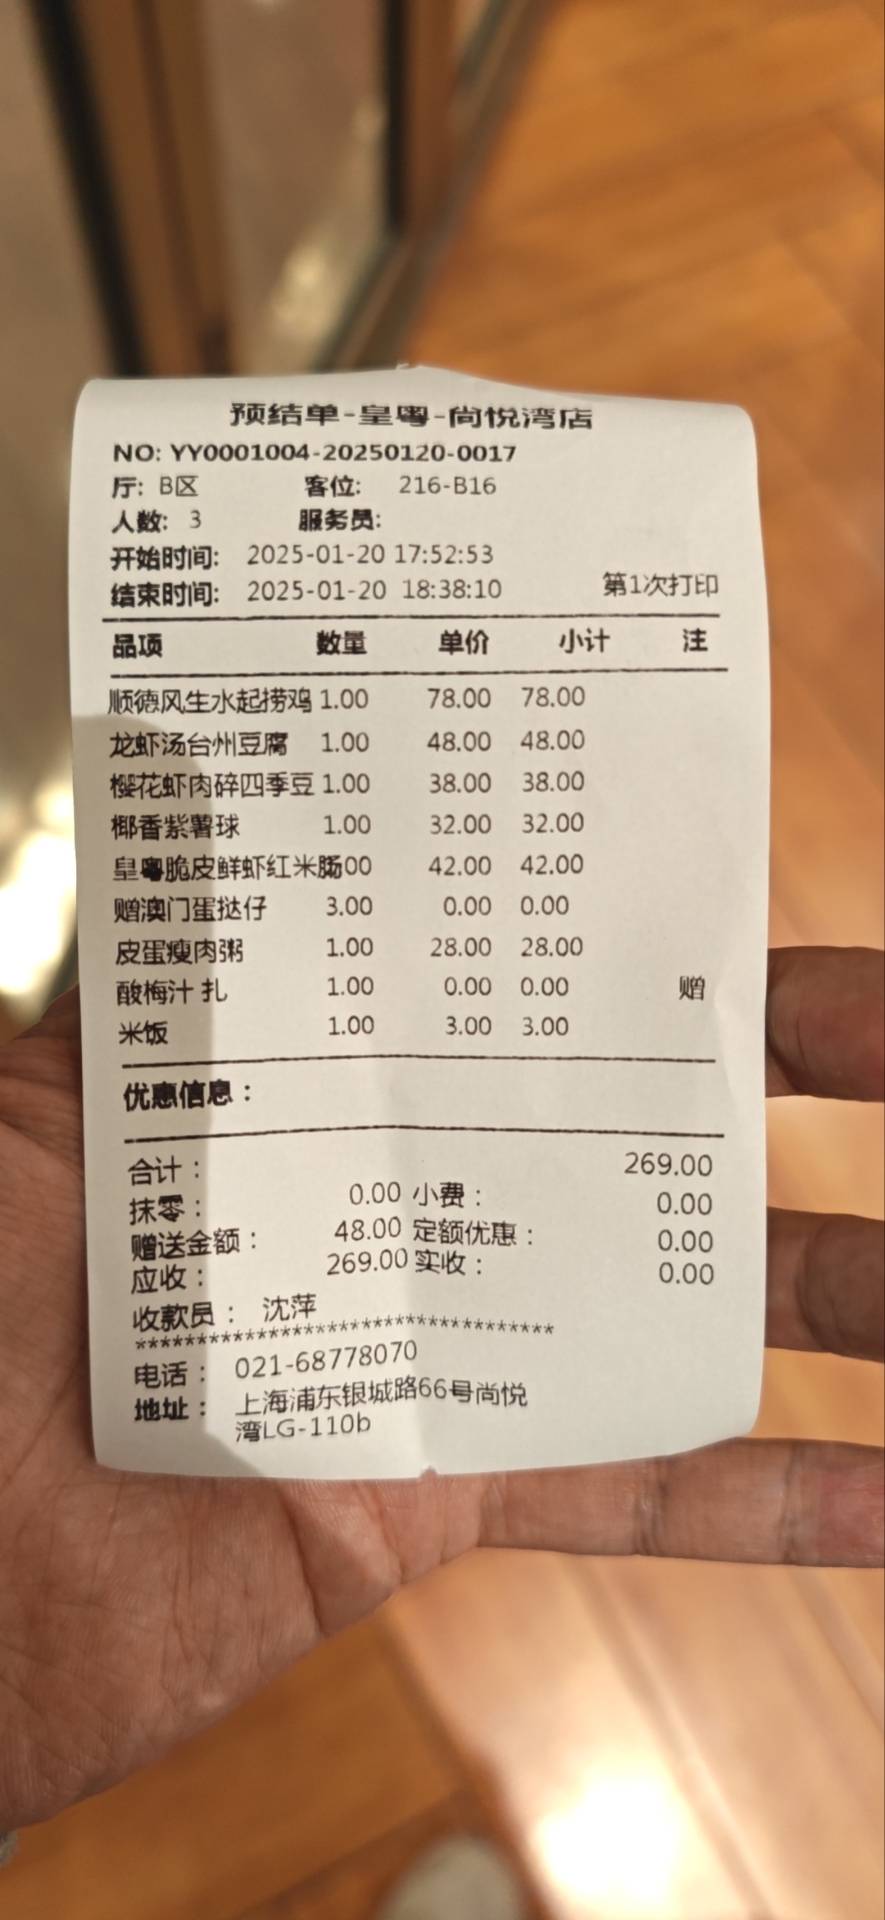 预结单-皇粤-尚悦湾店
NO: YY0001004-20250120-0017
厅: B区 客位: 216-B16
人数: 3 服务员:
开始时间: 2025-01-20 17:52:53
结束时间: 2025-01-20 18:38:10 第1次打印
品项 数量 单价 小计 注
顺德风生水起捞鸡 1.00 78.00 78.00
龙虾汤台州豆腐 1.00 48.00 48.00
樱花虾肉碎四季豆 1.00 38.00 38.00
椰香紫薯球 1.00 32.00 32.00
皇粤脆皮鲜虾红米肠00 42.00 42.00
赠澳门蛋挞仔 3.00 0.00 0.00
皮蛋瘦肉粥 1.00 28.00 28.00
酸梅汁 扎 1.00 0.00 0.00 赠
米饭 1.00 3.00 3.00
优惠信息：
合计： 269.00
抹零： 0.00 小费： 0.00
赠送金额： 48.00 定额优惠： 0.00
应收： 269.00 实收： 0.00
收款员： 沈萍
**********************************
电话： 021-68778070
地址： 上海浦东银城路66号尚悦
湾LG-110b